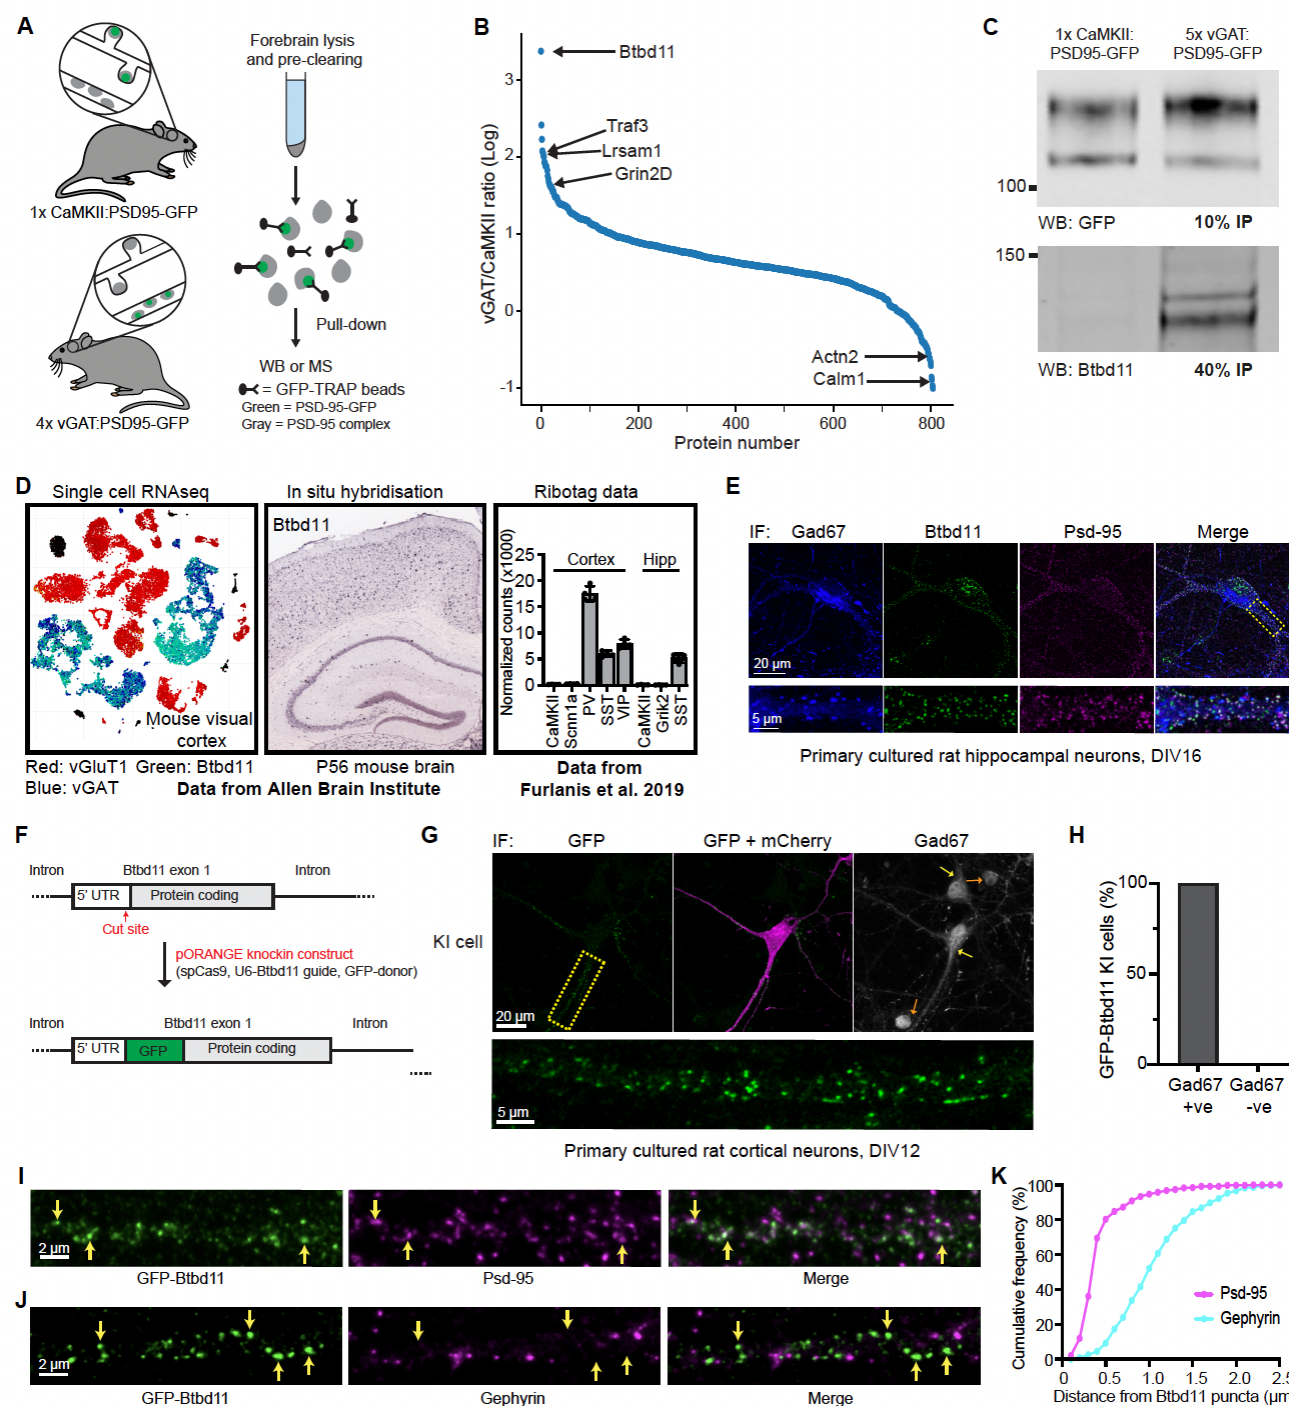 A
Forebrain lysis
and pre-clearing
1x CaMKII:PSD95-GFP
4x vGAT:PSD95-GFP
Pull-down
WB or MS
= GFP-TRAP beads
Green = PSD-95-GFP
Gray = PSD-95 complex
B
vGAT/CaMKII ratio (Log)
3
2
1
0
-1
Btbd11
Traf3
Lrsam1
Grin2D
Actn2
Calm1
0
200
400
600
800
Protein number
C
1x CaMKII:
PSD95-GFP
5x vGAT:
PSD95-GFP
100
WB: GFP
10% IP
150
WB: Btbd11
40% IP
D
Single cell RNAseq
Mouse visual
cortex
Red: vGluT1 Green: Btbd11
Blue: vGAT
In situ hybridisation
Btbd11
P56 mouse brain
Data from Allen Brain Institute
Ribotag data
Normalized counts (x1000)
25
20
15
10
5
0
Cortex
Hipp
CaMKII
Scnn1a
PV
SST
VIP
CaMKII
Grik2
SST
Data from
Furlanis et al. 2019
E
IF: Gad67
Btbd11
Psd-95
Merge
20 µm
5 µm
Primary cultured rat hippocampal neurons, DIV16
F
Intron
Btbd11 exon 1
Intron
5' UTR
Protein coding
Cut site
pORANGE knockin construct
(spCas9, U6-Btbd11 guide, GFP-donor)
Intron
Btbd11 exon 1
Intron
5' UTR
GFP
Protein coding
G
IF:
GFP
GFP + mCherry
Gad67
KI cell
20 µm
5 µm
Primary cultured rat cortical neurons, DIV12
H
GFP-Btbd11 KI cells (%)
100
50
0
Gad67
+ve
Gad67
-ve
I
2 µm
GFP-Btbd11
Psd-95
Merge
J
2 µm
GFP-Btbd11
Gephyrin
Merge
K
Cumulative frequency (%)
100
80
60
40
20
0
Psd-95
Gephyrin
0
0.5
1.0
1.5
2.0
2.5
Distance from Btbd11 puncta (µm